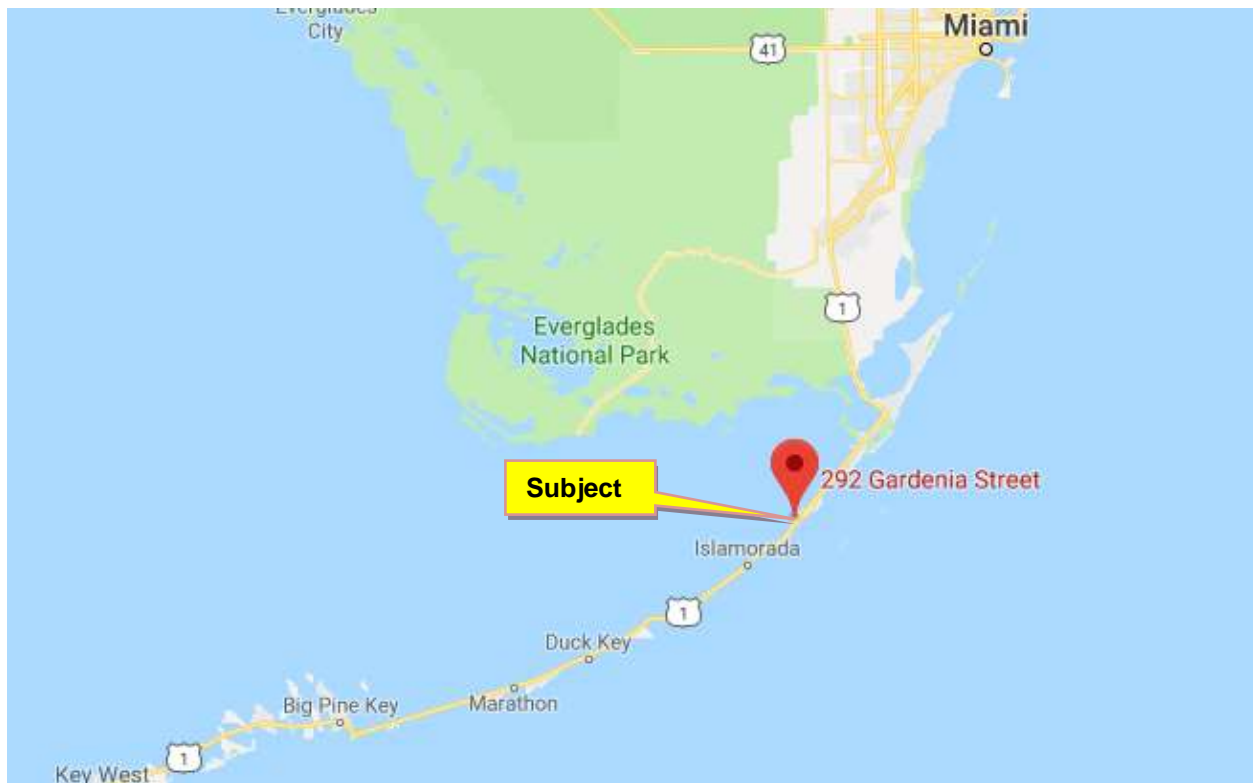 Everglades
City
Miami
41
1
Everglades
National Park
292 Gardenia Street
Subject
Islamorada
1
Duck Key
Marathon
Big Pine Key
1
Key West